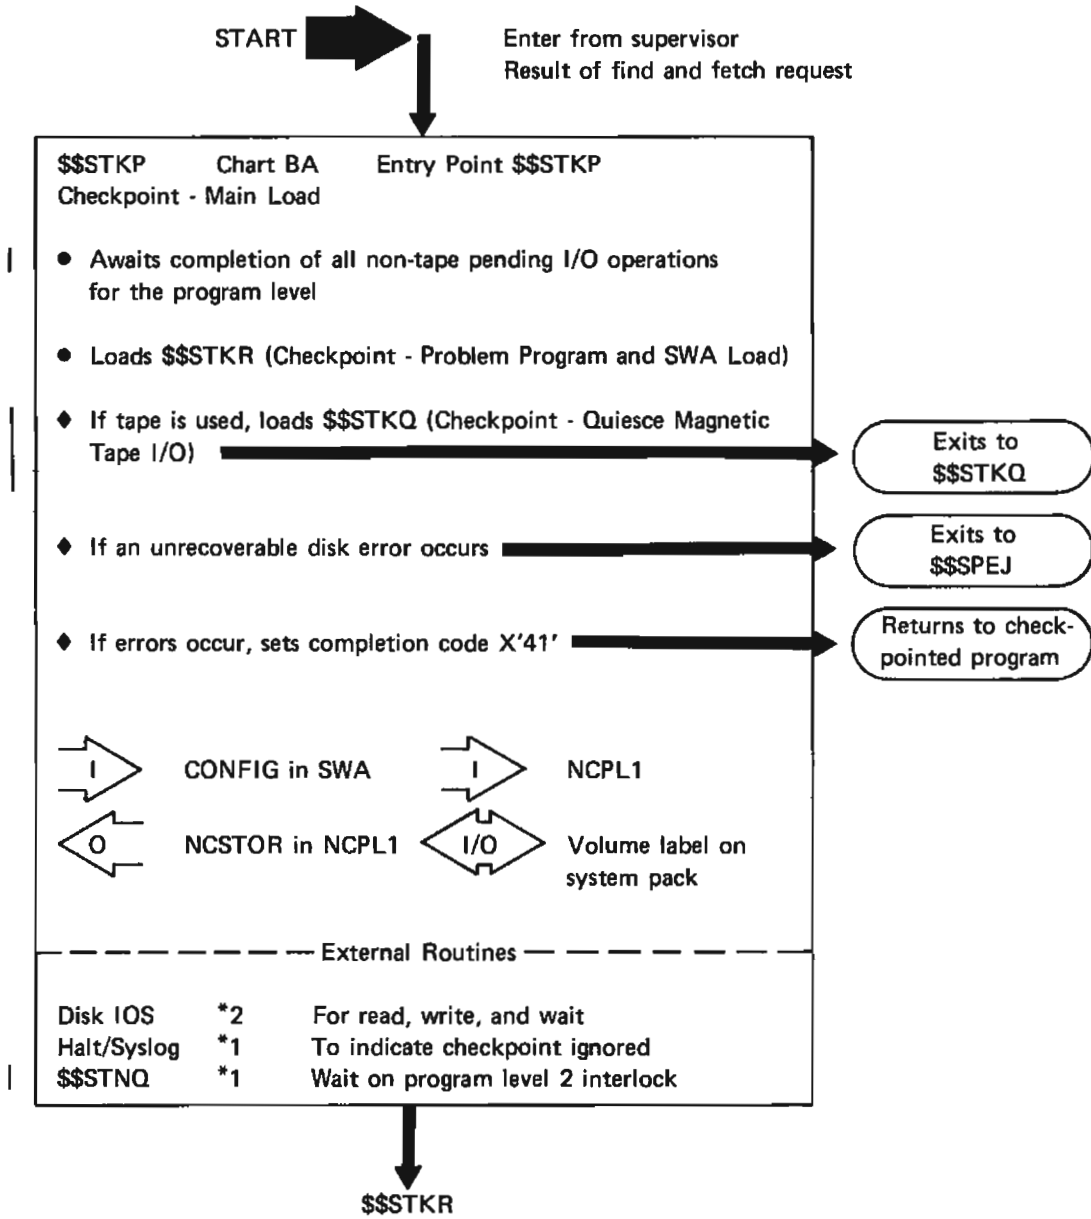 START
Enter from supervisor
Result of find and fetch request
$$STKP Chart BA Entry Point $$STKP
Checkpoint - Main Load
● Awaits completion of all non-tape pending I/O operations
for the program level
● Loads $$STKR (Checkpoint - Problem Program and SWA Load)
♦ If tape is used, loads $$STKQ (Checkpoint - Quiesce Magnetic
Tape I/O)
Exits to
$$STKQ
♦ If an unrecoverable disk error occurs
Exits to
$$SPEJ
♦ If errors occur, sets completion code X'41'
Returns to check-
pointed program
I CONFIG in SWA I NCPL1
O NCSTOR in NCPL1 I/O Volume label on
system pack
External Routines
Disk IOS *2 For read, write, and wait
Halt/Syslog *1 To indicate checkpoint ignored
$$STNQ *1 Wait on program level 2 interlock
$$STKR